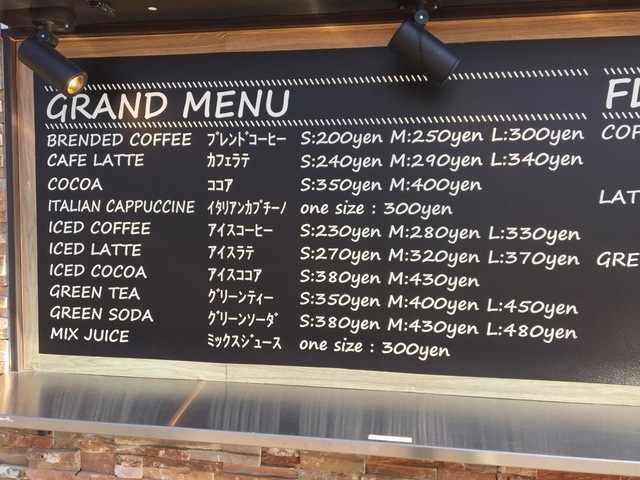 GRAND MENU
BRENDED COFFEE ブレンドコーヒー S:200yen M:250yen L:300yen
CAFE LATTE カフェラテ S:240yen M:290yen L:340yen
COCOA ココア S:350yen M:400yen
ITALIAN CAPPUCCINE イタリアンカプチーノ one size : 300yen
ICED COFFEE アイスコーヒー S:230yen M:280yen L:330yen
ICED LATTE アイスラテ S:270yen M:320yen L:370yen
ICED COCOA アイスココア S:380yen M:430yen
GREEN TEA グリーンティー S:350yen M:400yen L:450yen
GREEN SODA グリーンソーダ S:380yen M:430yen L:480yen
MIX JUICE ミックスジュース one size : 300yen
COF
LAT
GRE